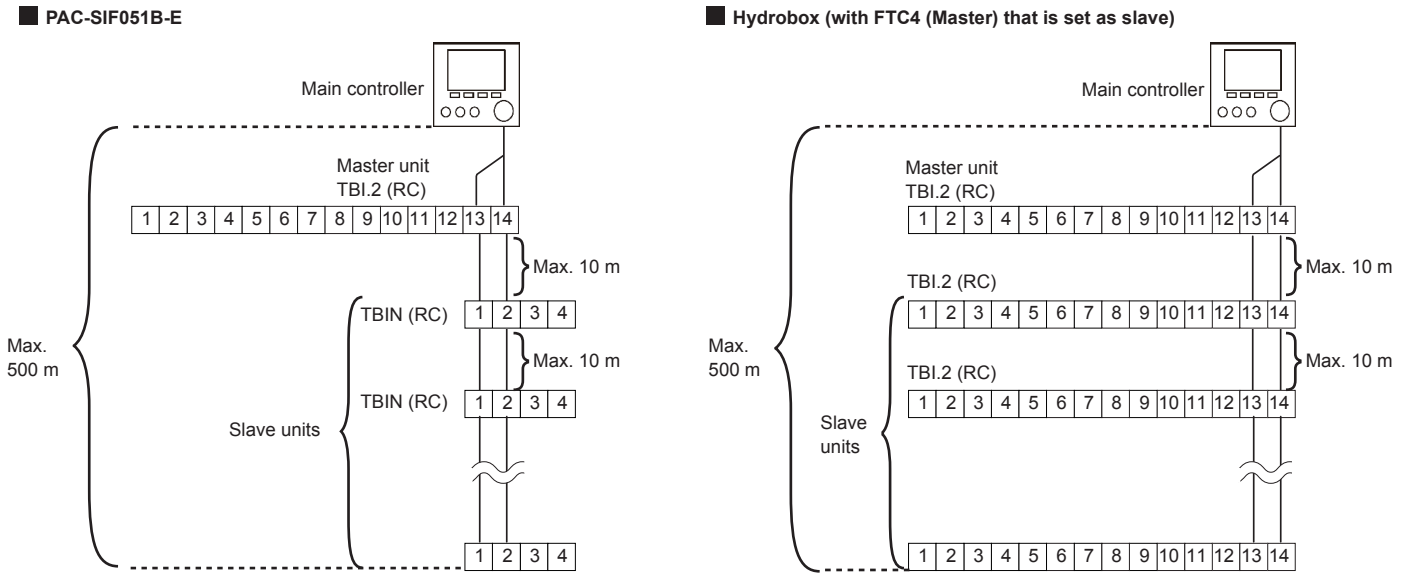 PAC-SIF051B-E
Main controller
Master unit
TBI.2 (RC)
1 2 3 4 5 6 7 8 9 10 11 12 13 14
Max. 10 m
TBIN (RC)
1 2 3 4
Max. 10 m
Max.
500 m
TBIN (RC)
1 2 3 4
Slave units
1 2 3 4
Hydrobox (with FTC4 (Master) that is set as slave)
Main controller
Master unit
TBI.2 (RC)
1 2 3 4 5 6 7 8 9 10 11 12 13 14
Max. 10 m
TBI.2 (RC)
1 2 3 4 5 6 7 8 9 10 11 12 13 14
Max. 10 m
Max.
500 m
TBI.2 (RC)
1 2 3 4 5 6 7 8 9 10 11 12 13 14
Slave
units
1 2 3 4 5 6 7 8 9 10 11 12 13 14